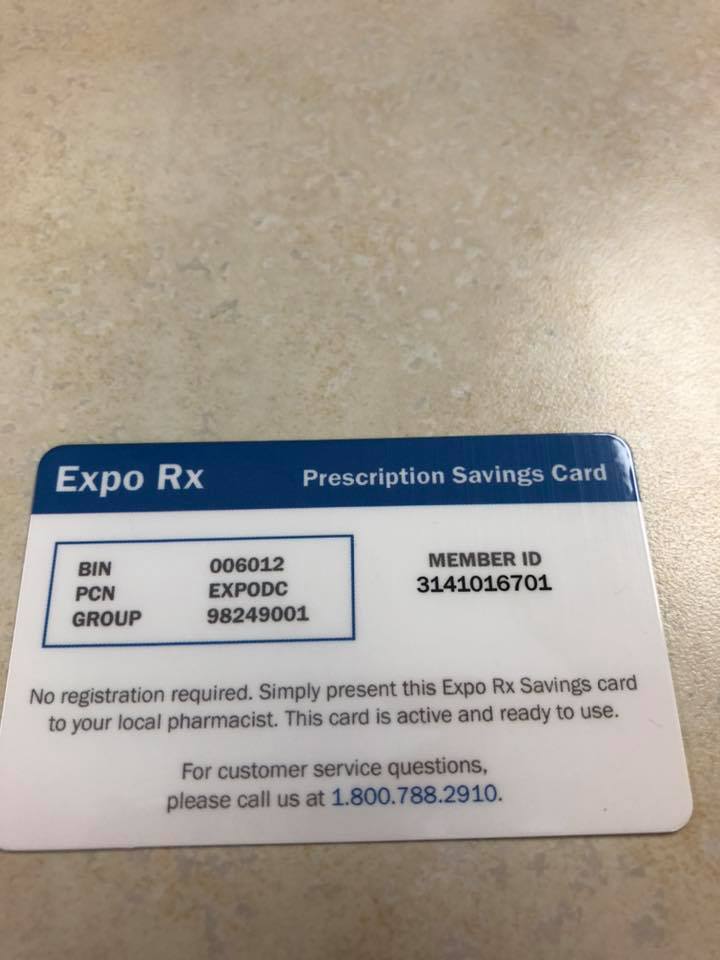 Expo Rx Prescription Savings Card
BIN 006012
PCN EXPODC
GROUP 98249001
MEMBER ID
3141016701
No registration required. Simply present this Expo Rx Savings card
to your local pharmacist. This card is active and ready to use.
For customer service questions,
please call us at 1.800.788.2910.